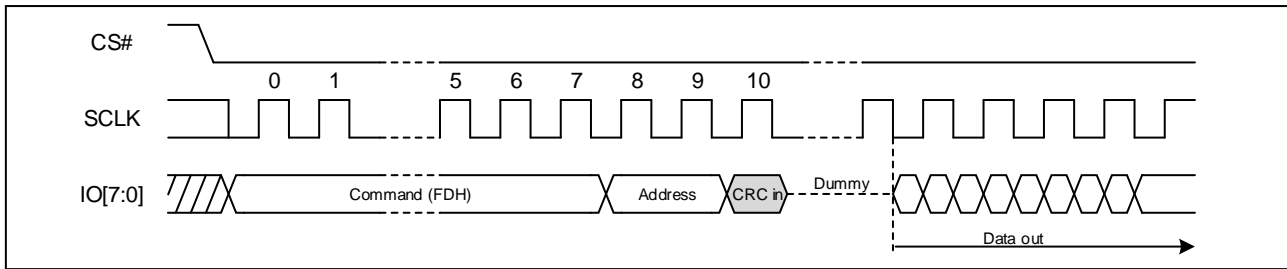 CS#
0 1 5 6 7 8 9 10
SCLK
IO[7:0] Command (FDH) Address CRC in Dummy
Data out